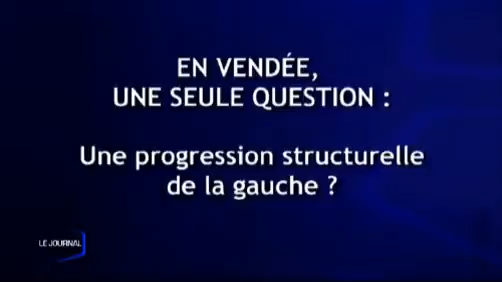 EN VENDÉE,
UNE SEULE QUESTION :
Une progression structurelle
de la gauche ?
LE JOURNAL